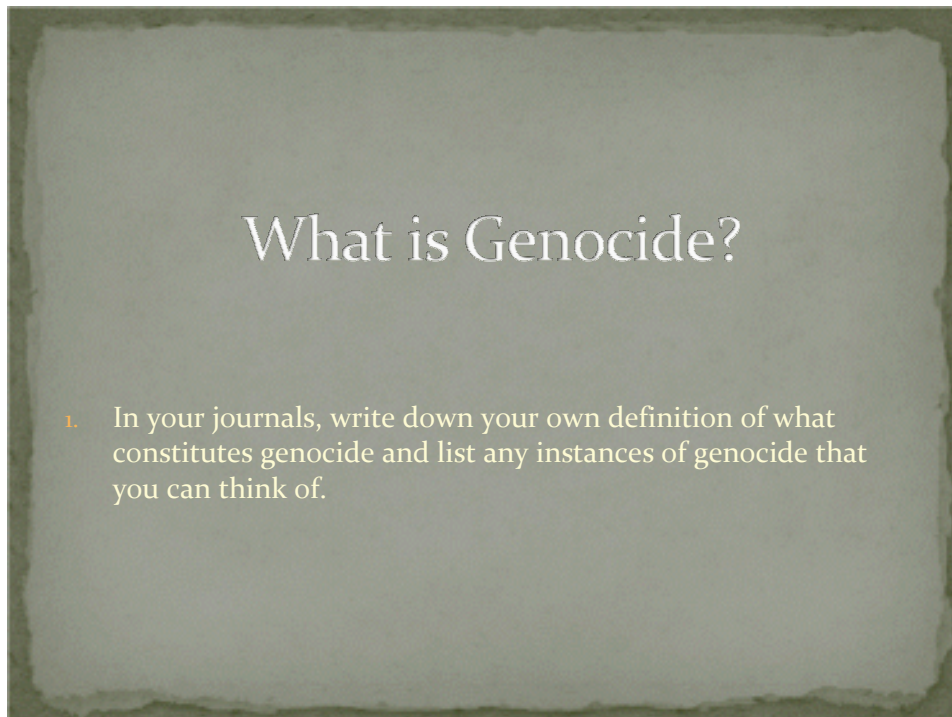 What is Genocide?
1. In your journals, write down your own definition of what
constitutes genocide and list any instances of genocide that
you can think of.